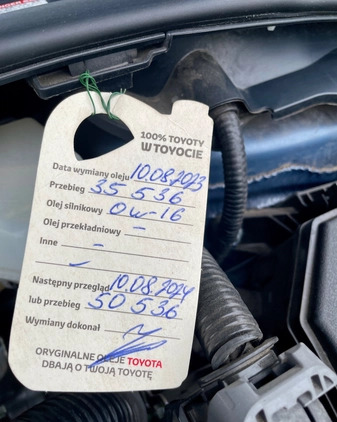 100% TOYOTY
W TOYOCIE
Data wymiany oleju 10.08.2023
Przebieg 35 536
Olej silnikowy 0w-16
Olej przekładniowy -
Inne -
Następny przegląd 10.08.2024
lub przebieg 50 536
Wymiany dokonał
ORYGINALNE OLEJE TOYOTA
DBAJĄ O TWOJĄ TOYOTĘ